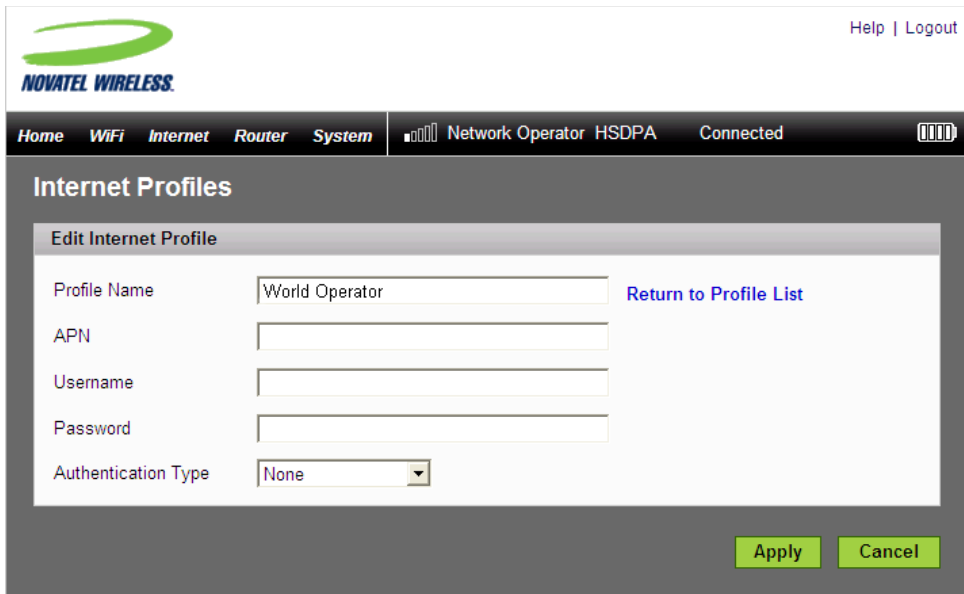 Help | Logout
NOVATEL WIRELESS.
Home WiFi Internet Router System Network Operator HSDPA Connected
Internet Profiles
Edit Internet Profile
Profile Name World Operator Return to Profile List
APN
Username
Password
Authentication Type None
Apply Cancel